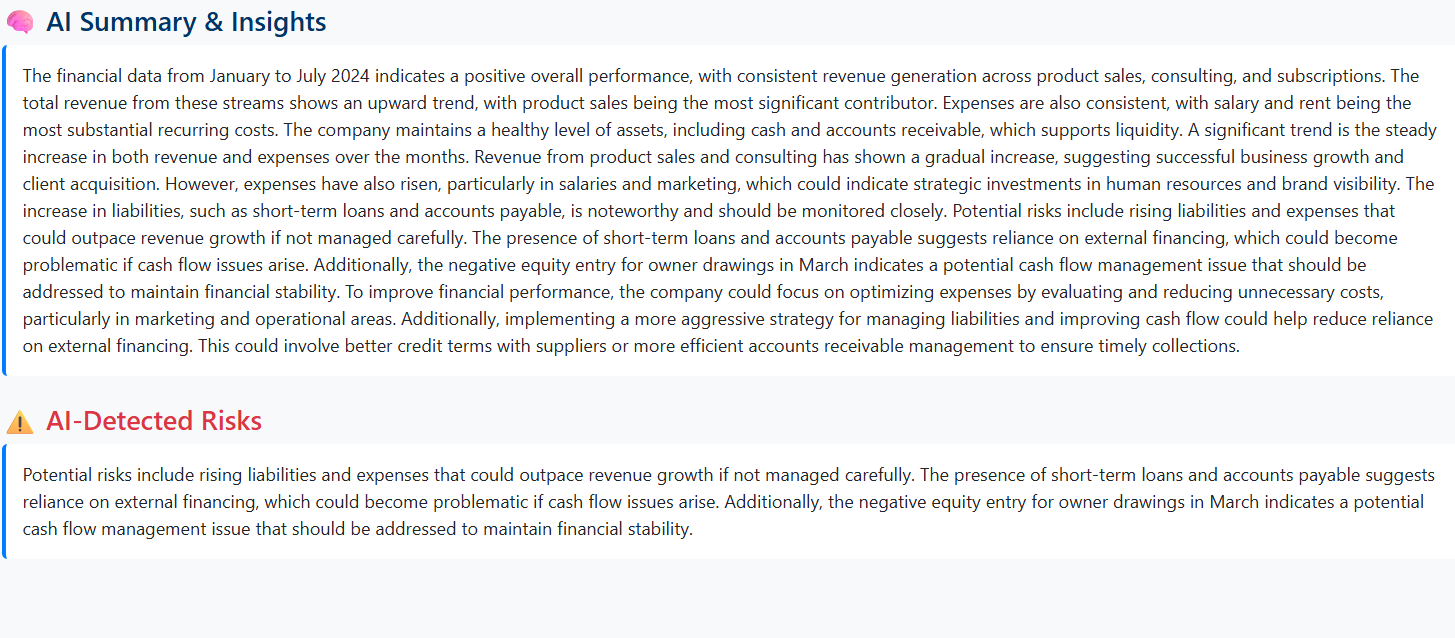 AI Summary & Insights
The financial data from January to July 2024 indicates a positive overall performance, with consistent revenue generation across product sales, consulting, and subscriptions. The
total revenue from these streams shows an upward trend, with product sales being the most significant contributor. Expenses are also consistent, with salary and rent being the
most substantial recurring costs. The company maintains a healthy level of assets, including cash and accounts receivable, which supports liquidity. A significant trend is the steady
increase in both revenue and expenses over the months. Revenue from product sales and consulting has shown a gradual increase, suggesting successful business growth and
client acquisition. However, expenses have also risen, particularly in salaries and marketing, which could indicate strategic investments in human resources and brand visibility. The
increase in liabilities, such as short-term loans and accounts payable, is noteworthy and should be monitored closely. Potential risks include rising liabilities and expenses that
could outpace revenue growth if not managed carefully. The presence of short-term loans and accounts payable suggests reliance on external financing, which could become
problematic if cash flow issues arise. Additionally, the negative equity entry for owner drawings in March indicates a potential cash flow management issue that should be
addressed to maintain financial stability. To improve financial performance, the company could focus on optimizing expenses by evaluating and reducing unnecessary costs,
particularly in marketing and operational areas. Additionally, implementing a more aggressive strategy for managing liabilities and improving cash flow could help reduce reliance
on external financing. This could involve better credit terms with suppliers or more efficient accounts receivable management to ensure timely collections.
AI-Detected Risks
Potential risks include rising liabilities and expenses that could outpace revenue growth if not managed carefully. The presence of short-term loans and accounts payable suggests
reliance on external financing, which could become problematic if cash flow issues arise. Additionally, the negative equity entry for owner drawings in March indicates a potential
cash flow management issue that should be addressed to maintain financial stability.